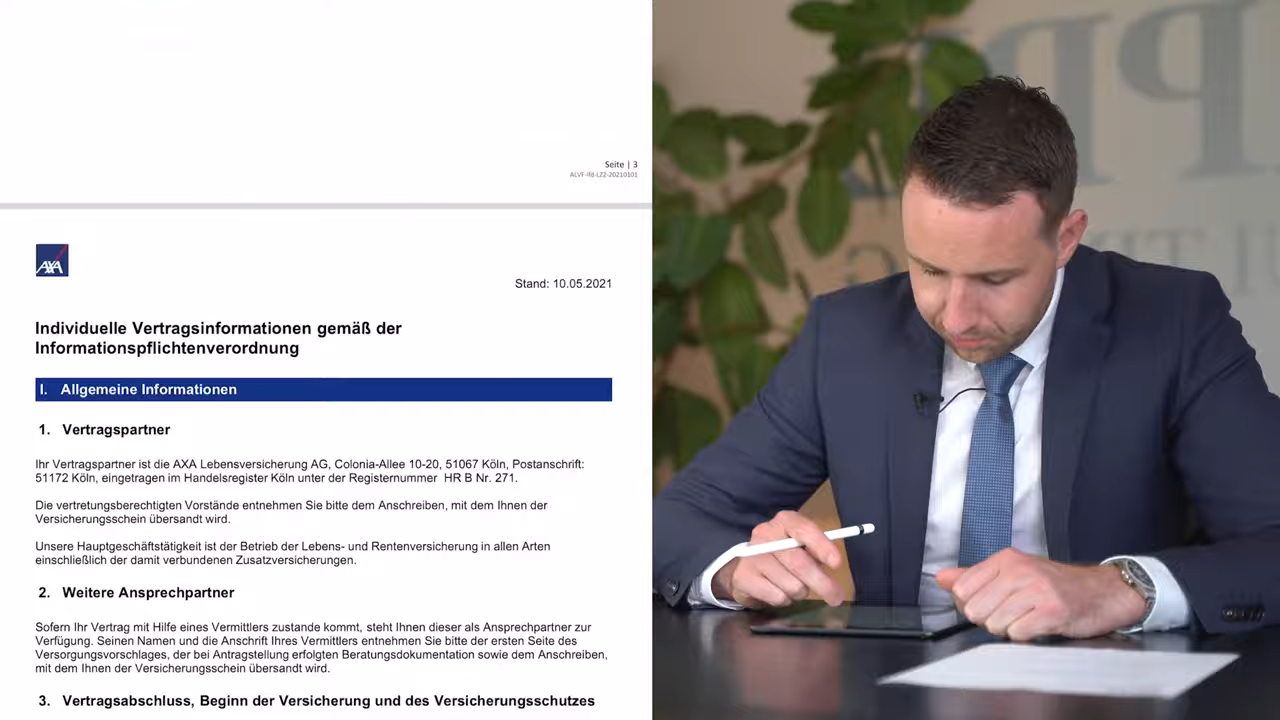 Seite | 3
ALVF-Ifd-LZ2-20210101
AXA
Stand: 10.05.2021
Individuelle Vertragsinformationen gemäß der
Informationspflichtenverordnung
I. Allgemeine Informationen
1. Vertragspartner
Ihr Vertragspartner ist die AXA Lebensversicherung AG, Colonia-Allee 10-20, 51067 Köln, Postanschrift:
51172 Köln, eingetragen im Handelsregister Köln unter der Registernummer HR B Nr. 271.
Die vertretungsberechtigten Vorstände entnehmen Sie bitte dem Anschreiben, mit dem Ihnen der
Versicherungsschein übersandt wird.
Unsere Hauptgeschäftstätigkeit ist der Betrieb der Lebens- und Rentenversicherung in allen Arten
einschließlich der damit verbundenen Zusatzversicherungen.
2. Weitere Ansprechpartner
Sofern Ihr Vertrag mit Hilfe eines Vermittlers zustande kommt, steht Ihnen dieser als Ansprechpartner zur
Verfügung. Seinen Namen und die Anschrift Ihres Vermittlers entnehmen Sie bitte der ersten Seite des
Versorgungsvorschlages, der bei Antragstellung erfolgten Beratungsdokumentation sowie dem Anschreiben,
mit dem Ihnen der Versicherungsschein übersandt wird.
3. Vertragsabschluss, Beginn der Versicherung und des Versicherungsschutzes